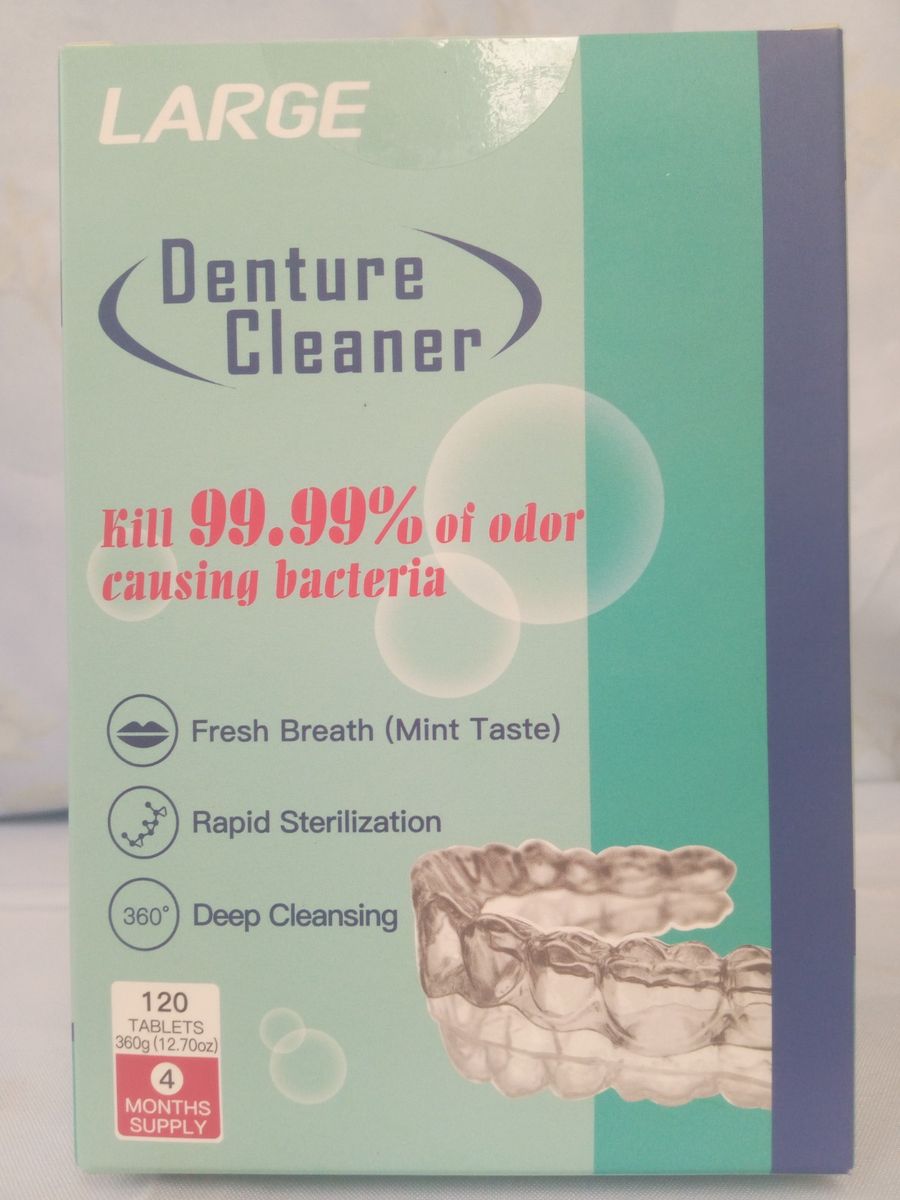 LARGE
Denture
Cleaner
Kill 99.99% of odor
causing bacteria
Fresh Breath (Mint Taste)
Rapid Sterilization
360° Deep Cleansing
120
TABLETS
360g (12.70oz)
4
MONTHS
SUPPLY